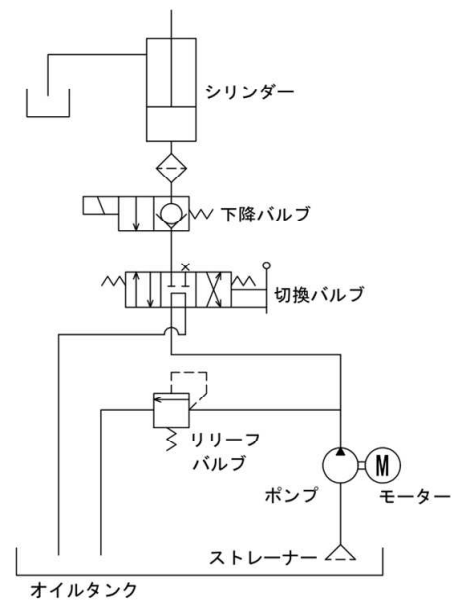 シリンダー
下降バルブ
切換バルブ
リリーフ
バルブ
M
ポンプ
モーター
ストレーナー
オイルタンク